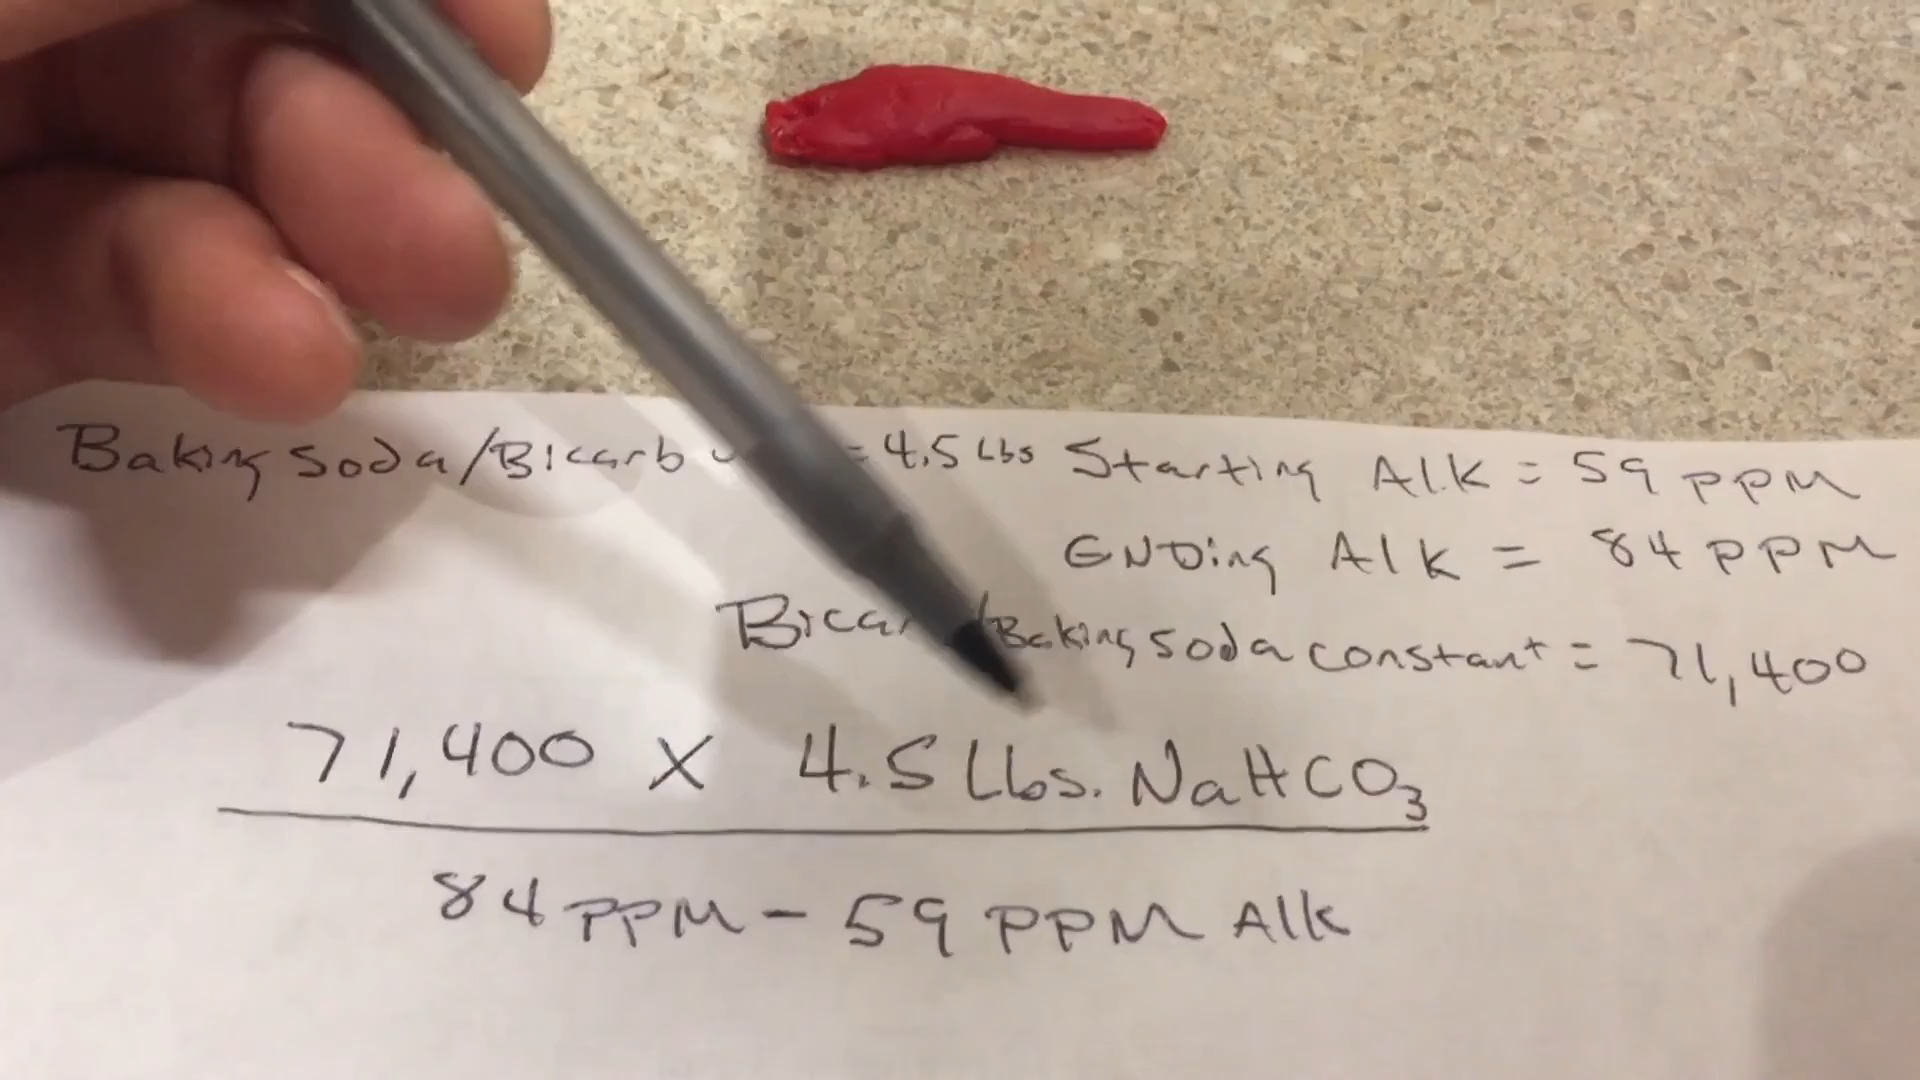 Baking soda/Bicarb = 4.5 Lbs Starting Alk = 59 PPM
ENDing Alk = 84 PPM
/Baking soda constant = 71,400
71,400 X 4.5 Lbs. NaHCO₃
84 PPM - 59 PPM Alk